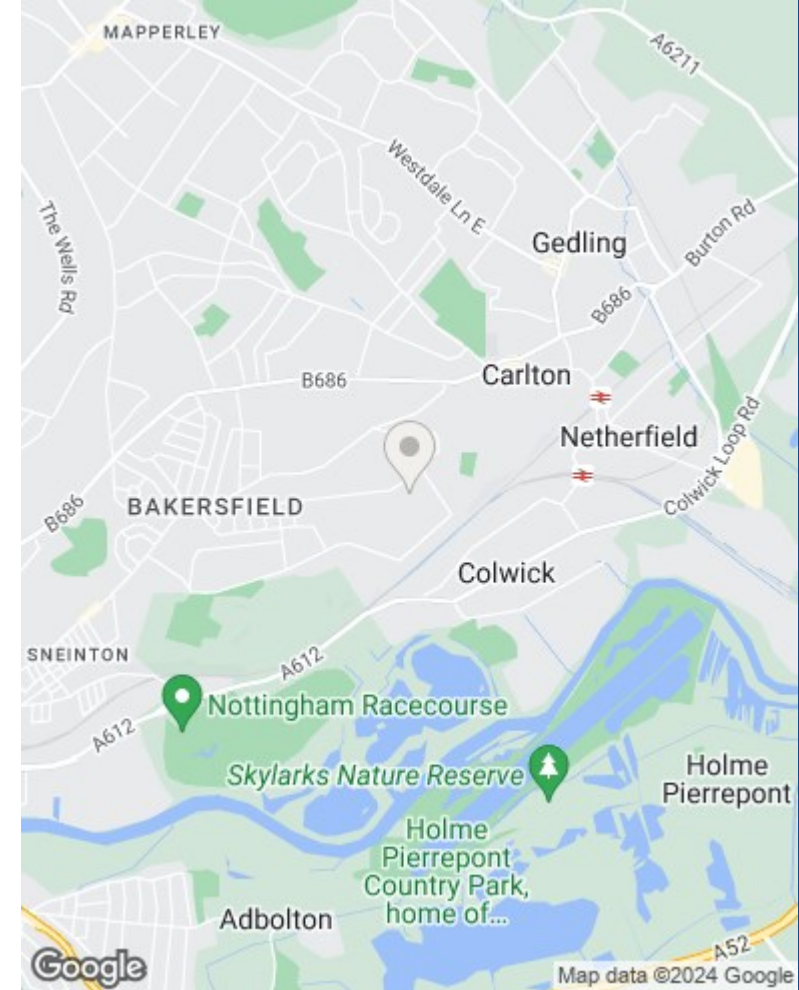 MAPPERLEY
A6211
Westdale Ln E
The Wells Rd
Gedling
Burton Rd
B686
B686
Carlton
Netherfield
Colwick Loop Rd
B686
BAKERSFIELD
Colwick
SNEINTON
A612
Nottingham Racecourse
A612
Skylarks Nature Reserve
Holme
Pierrepont
Holme
Pierrepont
Country Park,
home of...
Adbolton
A52
Google
Map data ©2024 Google